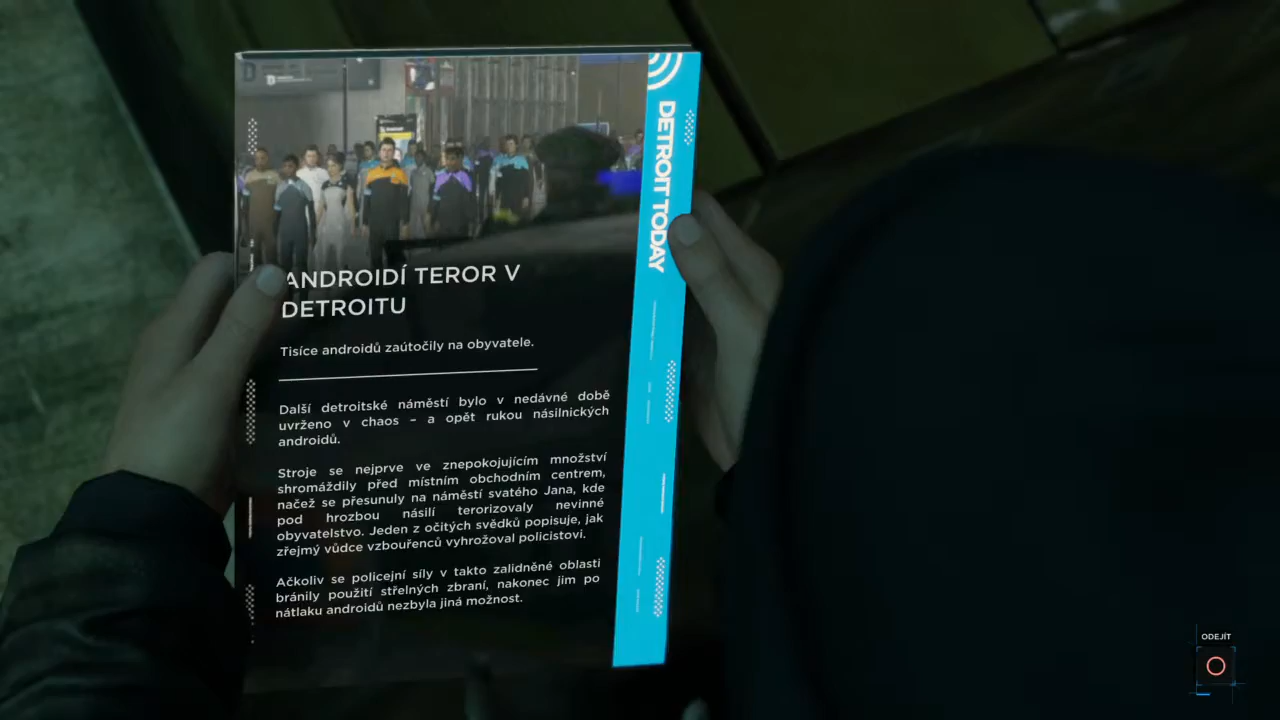 DETROIT TODAY
ANDROIDÍ TEROR V
DETROITU
Tisíce androidů zaútočily na obyvatele.
Další detroitské náměstí bylo v nedávné době
uvrženo v chaos – a opět rukou násilnických
androidů.
Stroje se nejprve ve znepokojujícím množství
shromáždily před místním obchodním centrem,
načež se přesunuly na náměstí svatého Jana, kde
pod hrozbou násilí terorizovaly nevinné
obyvatelstvo. Jeden z očitých svědků popisuje, jak
zřejmý vůdce vzbouřenců vyhrožoval policistovi.
Ačkoliv se policejní síly v takto zalidněné oblasti
bránily použití střelných zbraní, nakonec jim po
nátlaku androidů nezbyla jiná možnost.
ODEJÍT